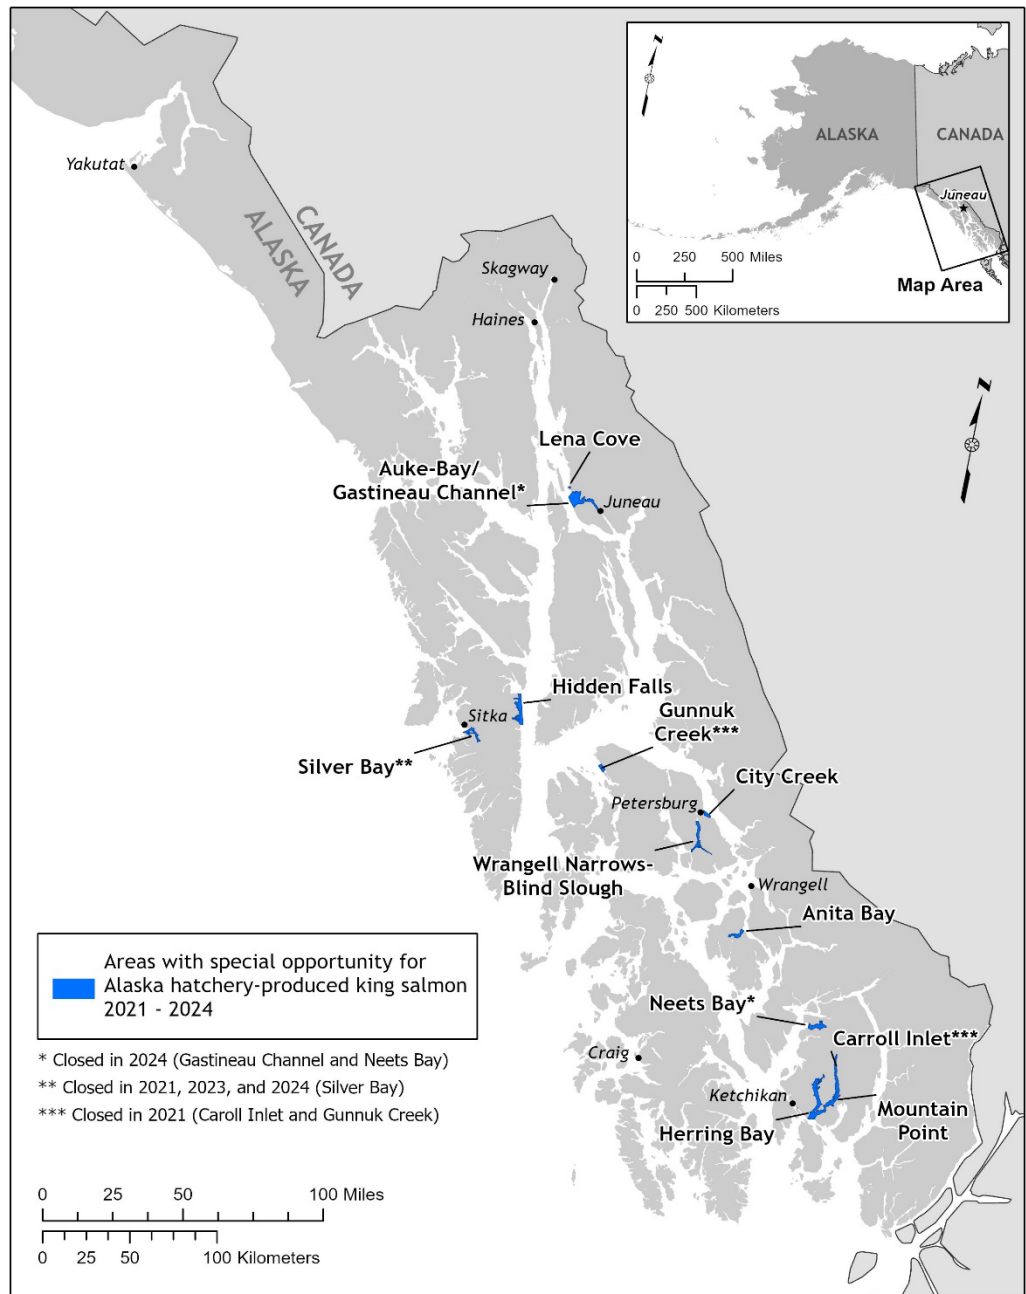 Yakutat
CANADA
ALASKA
Skagway
Haines
N
ALASKA
CANADA
Juneau
0 250 500 Miles
0 250 500 Kilometers
Map Area
N
Lena Cove
Auke-Bay/
Gastineau Channel*
Juneau
Hidden Falls
Gunnuk
Creek***
Sitka
Silver Bay**
City Creek
Petersburg
Wrangell Narrows-
Blind Slough
Wrangell
Anita Bay
Neets Bay*
Carroll Inlet***
Craig
Ketchikan
Mountain
Point
Herring Bay
Areas with special opportunity for
Alaska hatchery-produced king salmon
2021 - 2024
* Closed in 2024 (Gastineau Channel and Neets Bay)
** Closed in 2021, 2023, and 2024 (Silver Bay)
*** Closed in 2021 (Caroll Inlet and Gunnuk Creek)
0 25 50 100 Miles
0 25 50 100 Kilometers